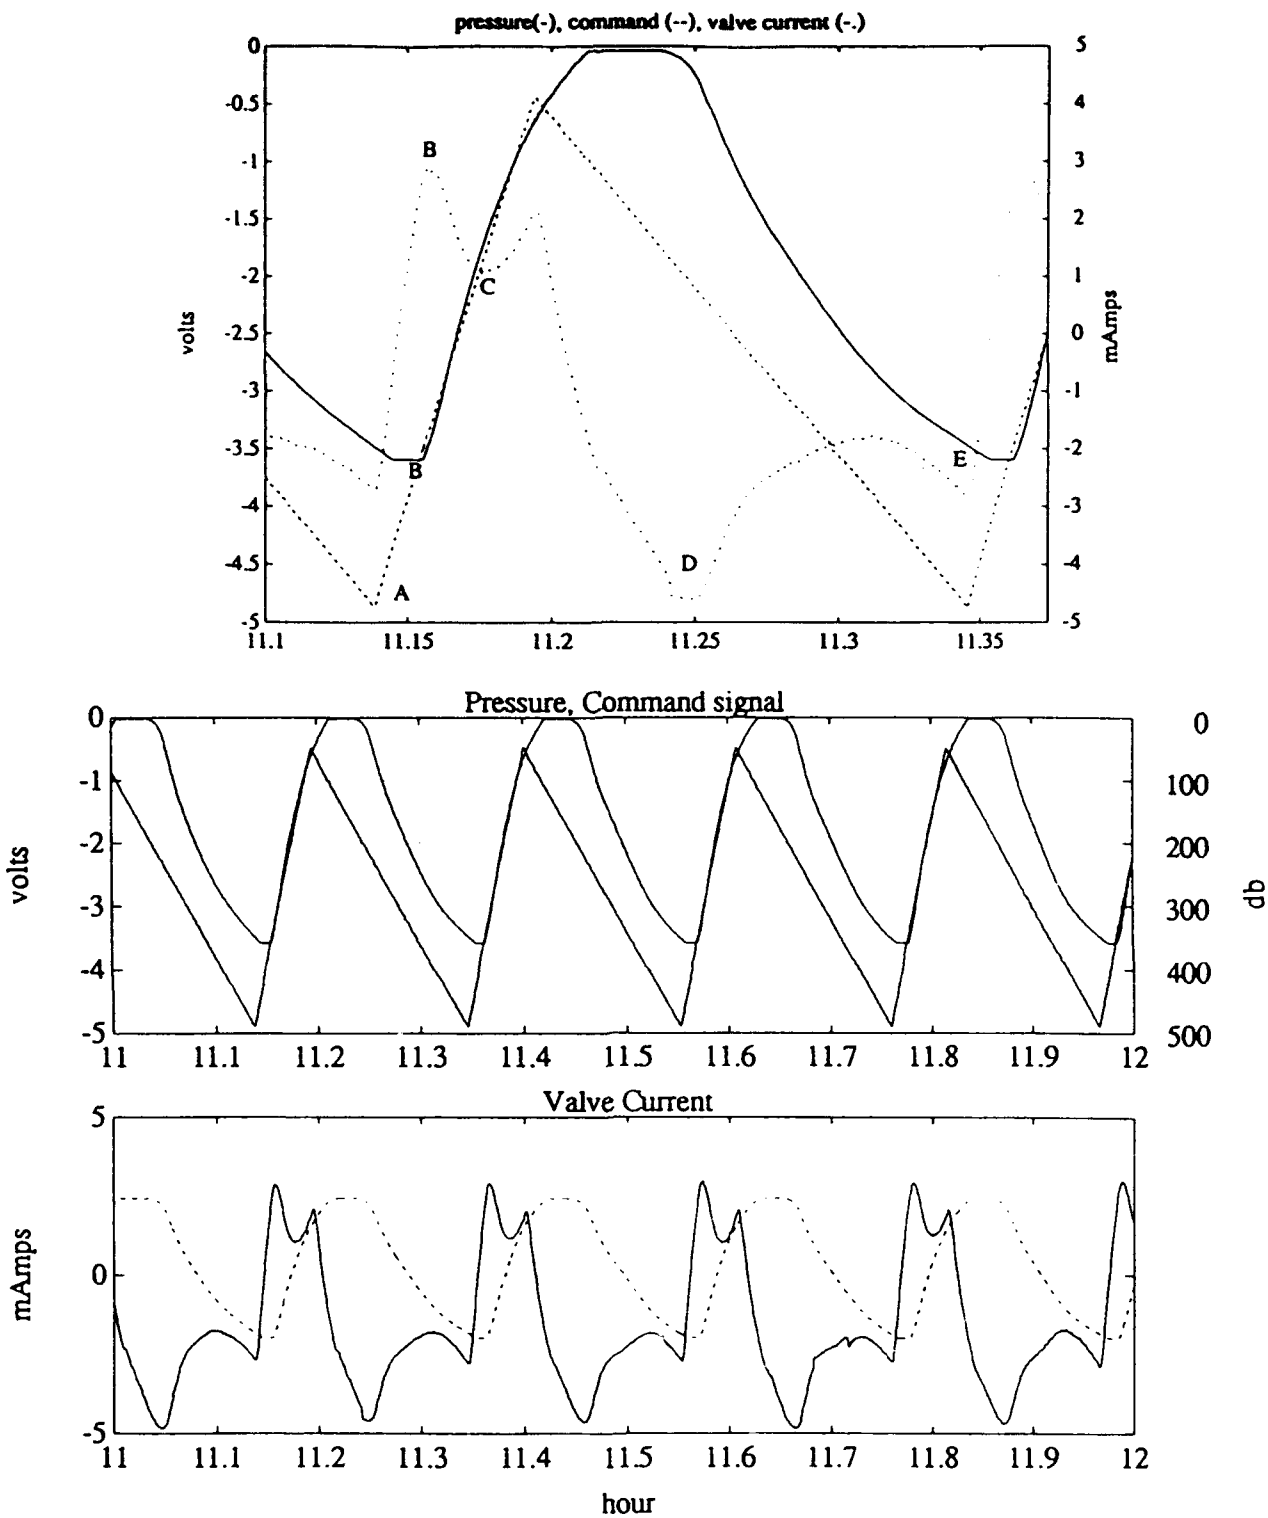 pressure(-), command (--), valve current (-.)
0 5
-0.5 4
-1 B 3
-1.5 2
-2 C 1
volts -2.5 0 mAmps
-3 -1
-3.5 B E -2
-4 -3
-4.5 A D -4
-5 -5
11.1 11.15 11.2 11.25 11.3 11.35
Pressure, Command signal
0 0
-1 100
-2 200
volts -3 300 db
-4 400
-5 500
11 11.1 11.2 11.3 11.4 11.5 11.6 11.7 11.8 11.9 12
Valve Current
5
mAmps 0
-5
11 11.1 11.2 11.3 11.4 11.5 11.6 11.7 11.8 11.9 12
hour